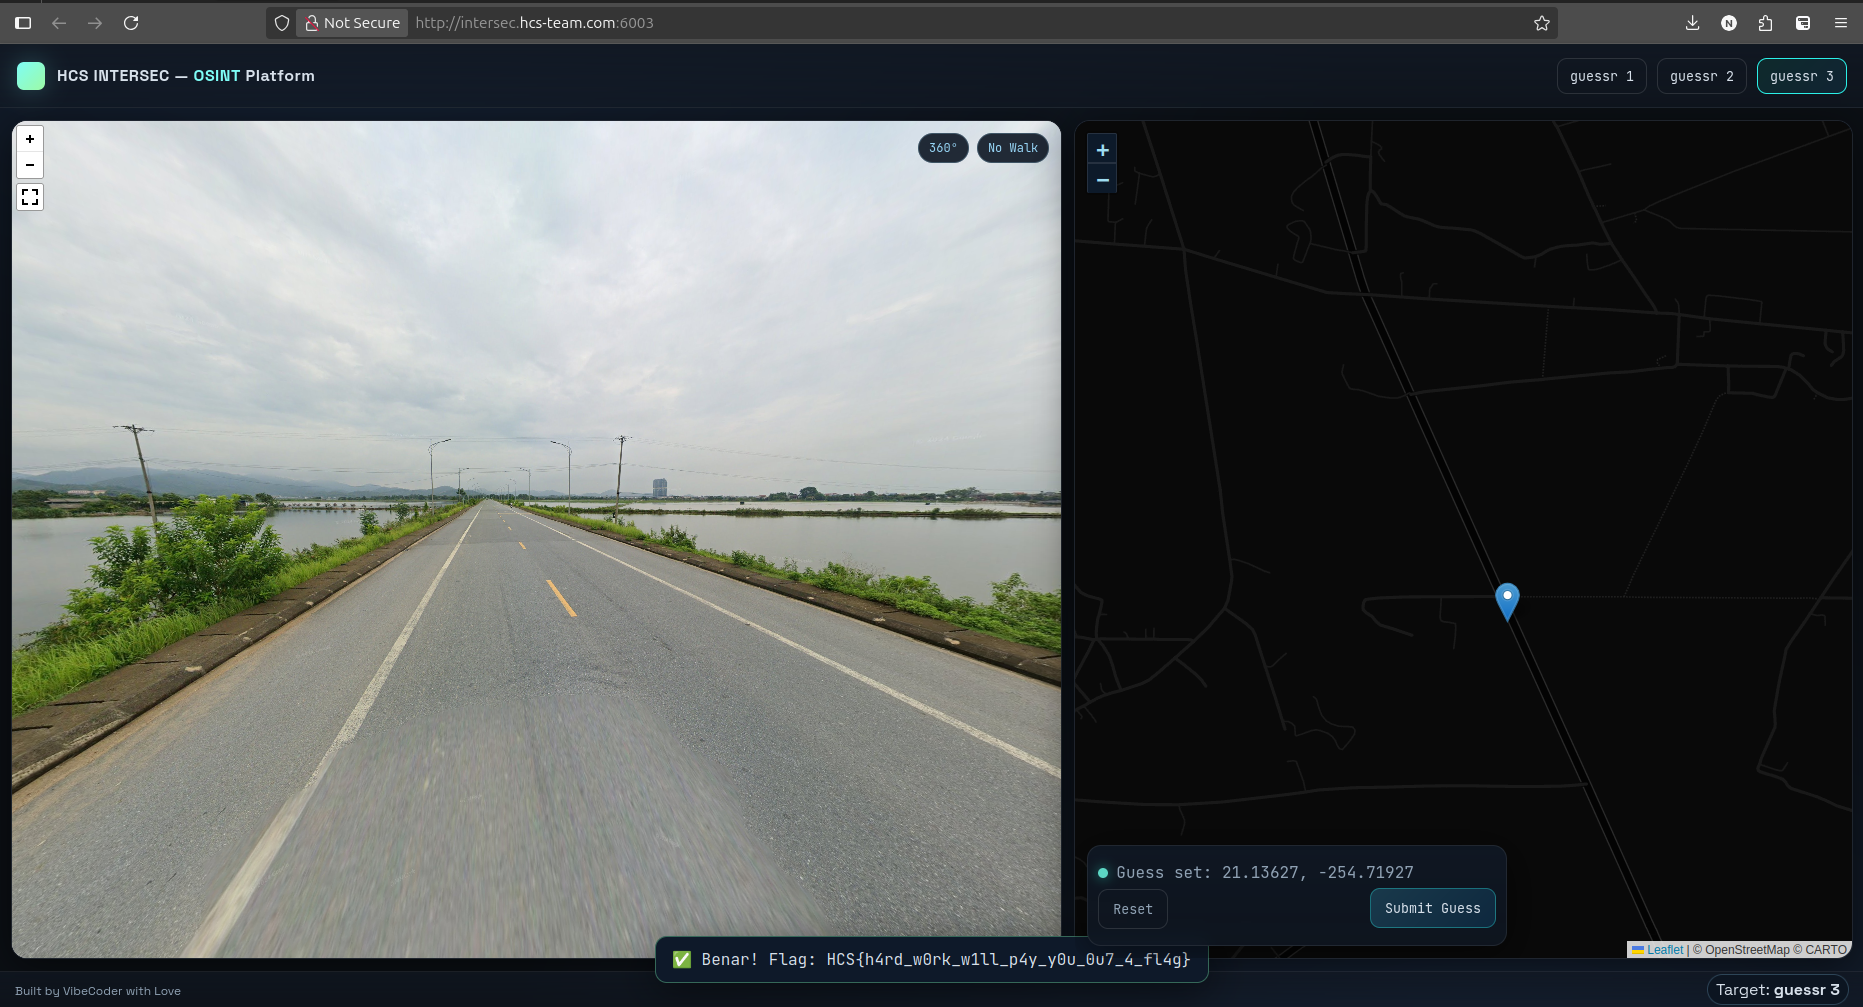 Not Secure
http://intersec.hcs-team.com:6003
N
HCS INTERSEC — OSINT Platform
guessr 1
guessr 2
guessr 3
+
−
360°
No Walk
+
−
Guess set: 21.13627, -254.71927
Reset
Submit Guess
Leaflet | © OpenStreetMap © CARTO
✅ Benar! Flag: HCS{h4rd_w0rk_w1ll_p4y_y0u_0u7_4_fl4g}
Built by VibeCoder with Love
Target: guessr 3